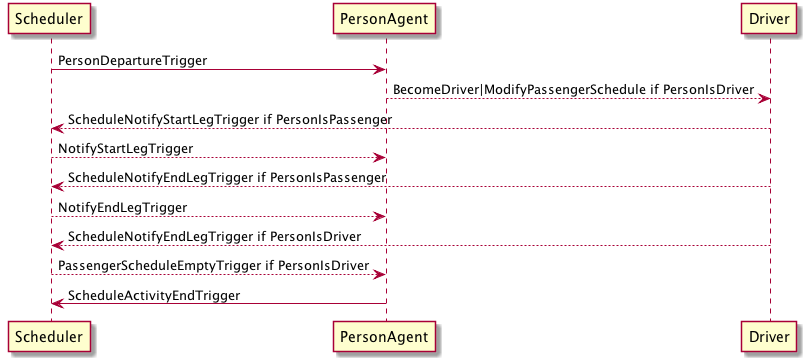 Scheduler
PersonAgent
Driver
PersonDepartureTrigger
BecomeDriver|ModifyPassengerSchedule if PersonIsDriver
ScheduleNotifyStartLegTrigger if PersonIsPassenger
NotifyStartLegTrigger
ScheduleNotifyEndLegTrigger if PersonIsPassenger
NotifyEndLegTrigger
ScheduleNotifyEndLegTrigger if PersonIsDriver
PassengerScheduleEmptyTrigger if PersonIsDriver
ScheduleActivityEndTrigger
Scheduler
PersonAgent
Driver